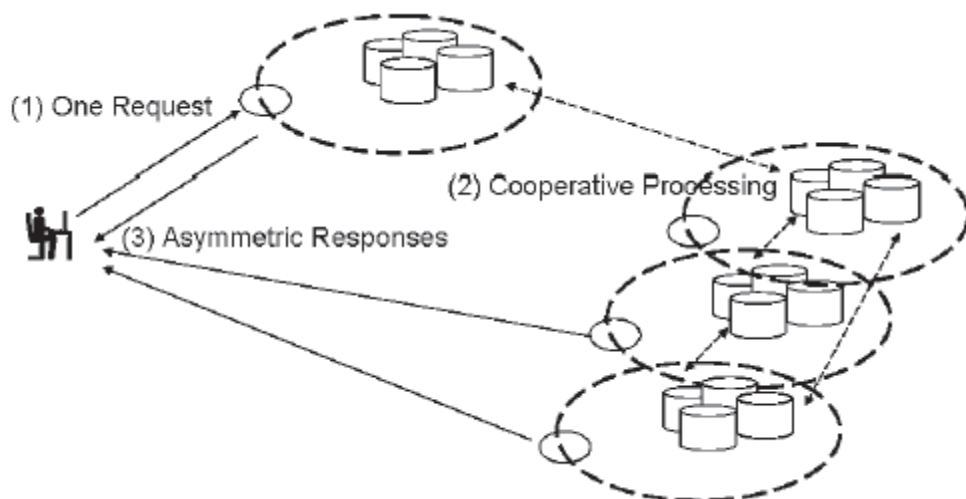 (1) One Request
(2) Cooperative Processing
(3) Asymmetric Responses